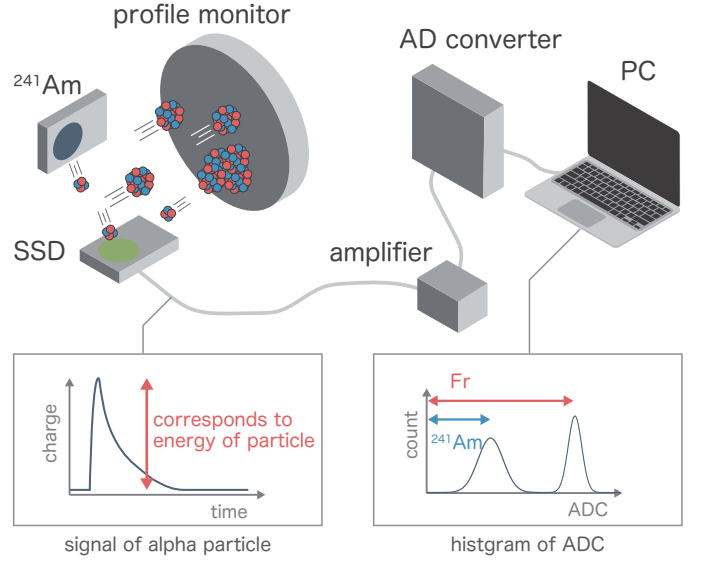 profile monitor
AD converter
PC
²⁴¹Am
SSD
amplifier
charge
corresponds to
energy of particle
time
signal of alpha particle
count
Fr
²⁴¹Am
ADC
histgram of ADC